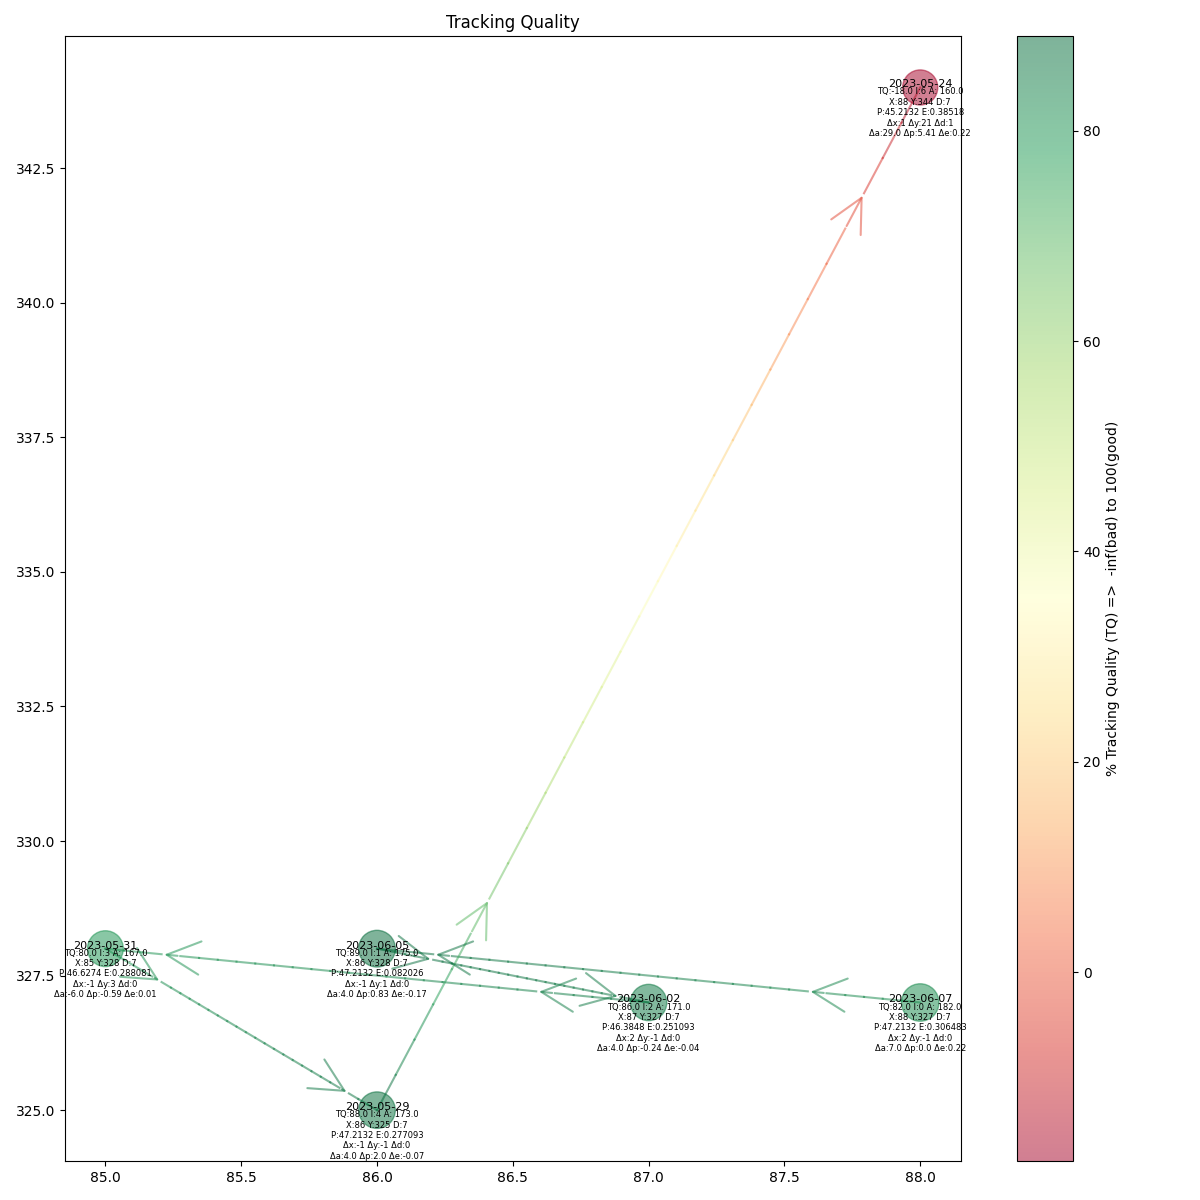 Tracking Quality
2023-05-24
TQ:-18.0 I:6 A: 160.0
X:88 Y:344 D:7
P:45.2132 E:0.38518
Δx:1 Δy:21 Δd:1
Δa:29.0 Δp:5.41 Δe:0.22
342.5
340.0
337.5
335.0
332.5
330.0
327.5
325.0
2023-05-31
TQ:80.0 I:3 A: 167.0
X:85 Y:328 D:7
P:46.6274 E:0.288081
Δx:-1 Δy:3 Δd:0
Δa:-6.0 Δp:-0.59 Δe:0.01
2023-06-05
TQ:89.0 I:1 A: 175.0
X:86 Y:328 D:7
P:47.2132 E:0.082026
Δx:-1 Δy:1 Δd:0
Δa:4.0 Δp:0.83 Δe:-0.17
2023-06-02
TQ:86.0 I:2 A: 171.0
X:87 Y:327 D:7
P:46.3848 E:0.251093
Δx:2 Δy:-1 Δd:0
Δa:4.0 Δp:-0.24 Δe:-0.04
2023-06-07
TQ:82.0 I:0 A: 182.0
X:88 Y:327 D:7
P:47.2132 E:0.306483
Δx:2 Δy:-1 Δd:0
Δa:7.0 Δp:0.0 Δe:0.22
2023-05-29
TQ:88.0 I:4 A: 173.0
X:86 Y:325 D:7
P:47.2132 E:0.277093
Δx:-1 Δy:-1 Δd:0
Δa:4.0 Δp:2.0 Δe:-0.07
85.0 85.5 86.0 86.5 87.0 87.5 88.0
80
60
40
20
0
% Tracking Quality (TQ) => -inf(bad) to 100(good)